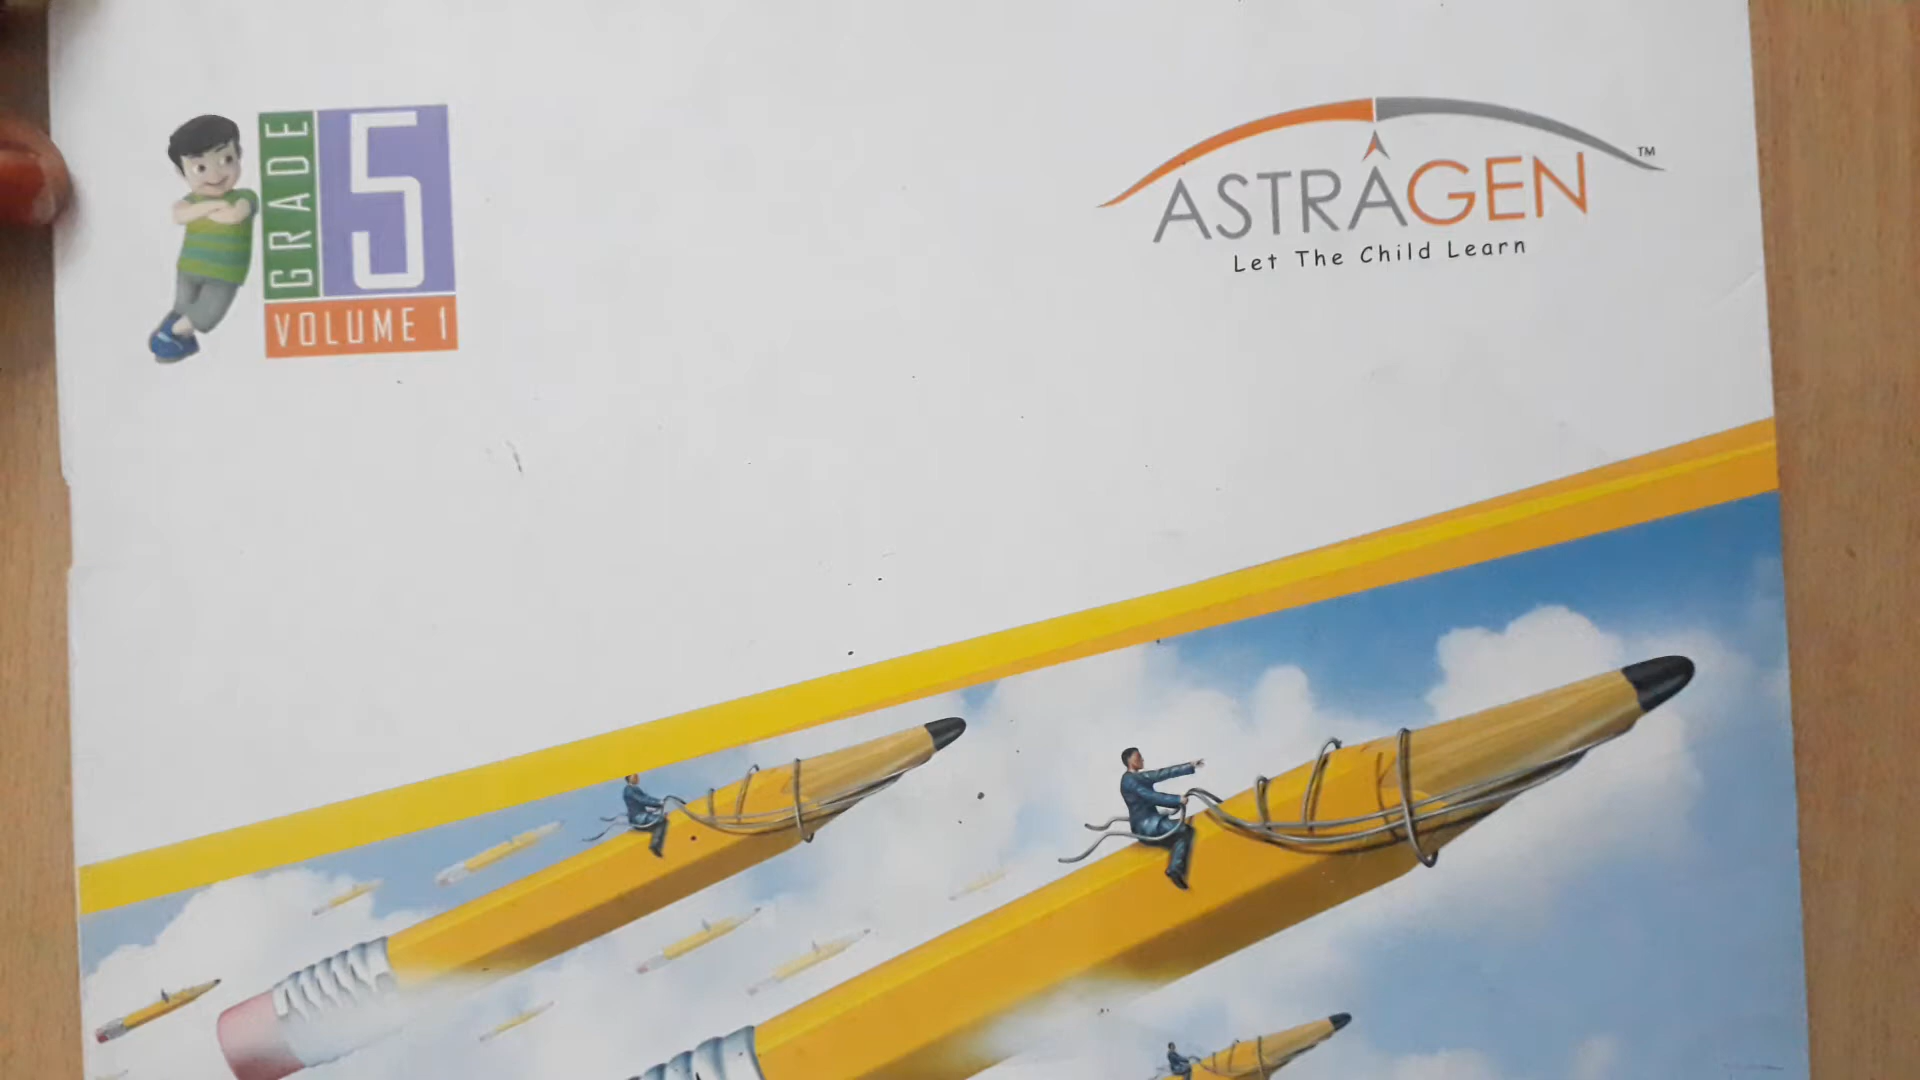 GRADE
5
VOLUME 1
ASTRAGEN
TM
Let The Child Learn